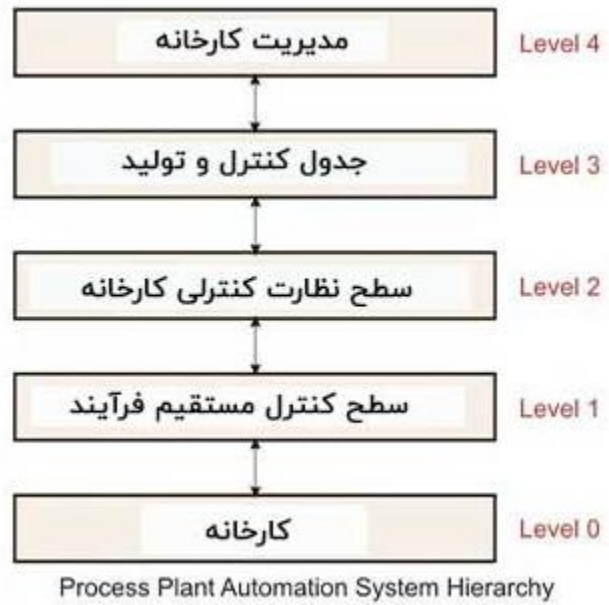 مدیریت کارخانه Level 4
جدول کنترل و تولید Level 3
سطح نظارت کنترلی کارخانه Level 2
سطح کنترل مستقیم فرآیند Level 1
کارخانه Level 0
Process Plant Automation System Hierarchy